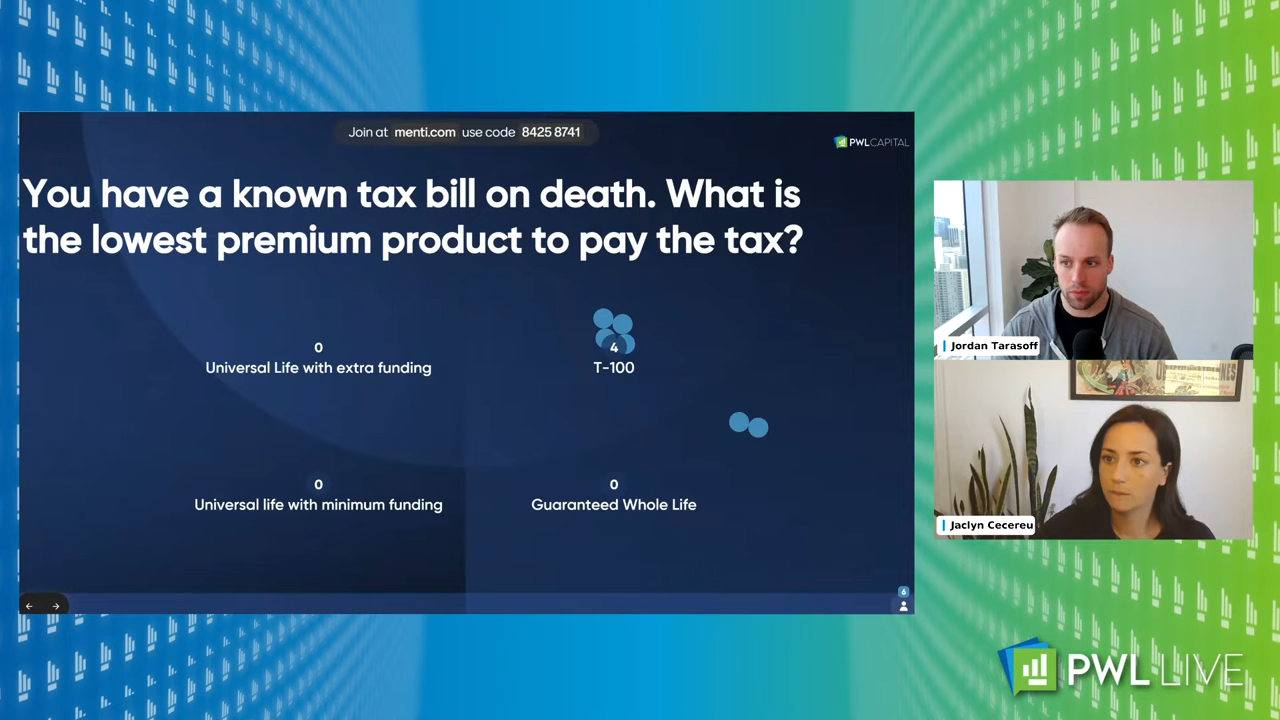 Join at menti.com use code 8425 8741
PWL CAPITAL
You have a known tax bill on death. What is
the lowest premium product to pay the tax?
0
Universal Life with extra funding
4
T-100
0
Universal life with minimum funding
0
Guaranteed Whole Life
6
Jordan Tarasoff
Jaclyn Cecereu
PWL LIVE